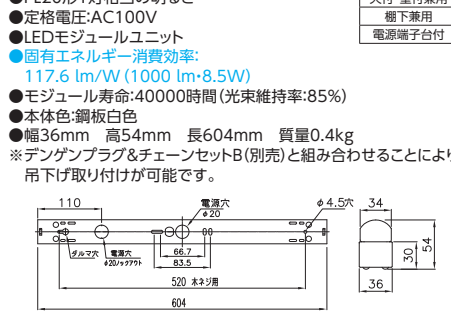 ●定格電圧:AC100V
●LEDモジュールユニット
●固有エネルギー消費効率:
117.6 lm/W (1000 lm・8.5W)
●モジュール寿命:40000時間(光束維持率:85%)
●本体色:鋼板白色
●幅36mm 高54mm 長604mm 質量0.4kg
※デンゲンプラグ&チェーンセットB(別売)と組み合わせることにより
吊下げ取り付けが可能です。
棚下兼用
電源端子台付
110
電源穴
φ20
φ4.5穴
34
ダルマ穴
電源穴
φ20ノックアウト
66.7
83.5
30
54
520 木ネジ用
36
604